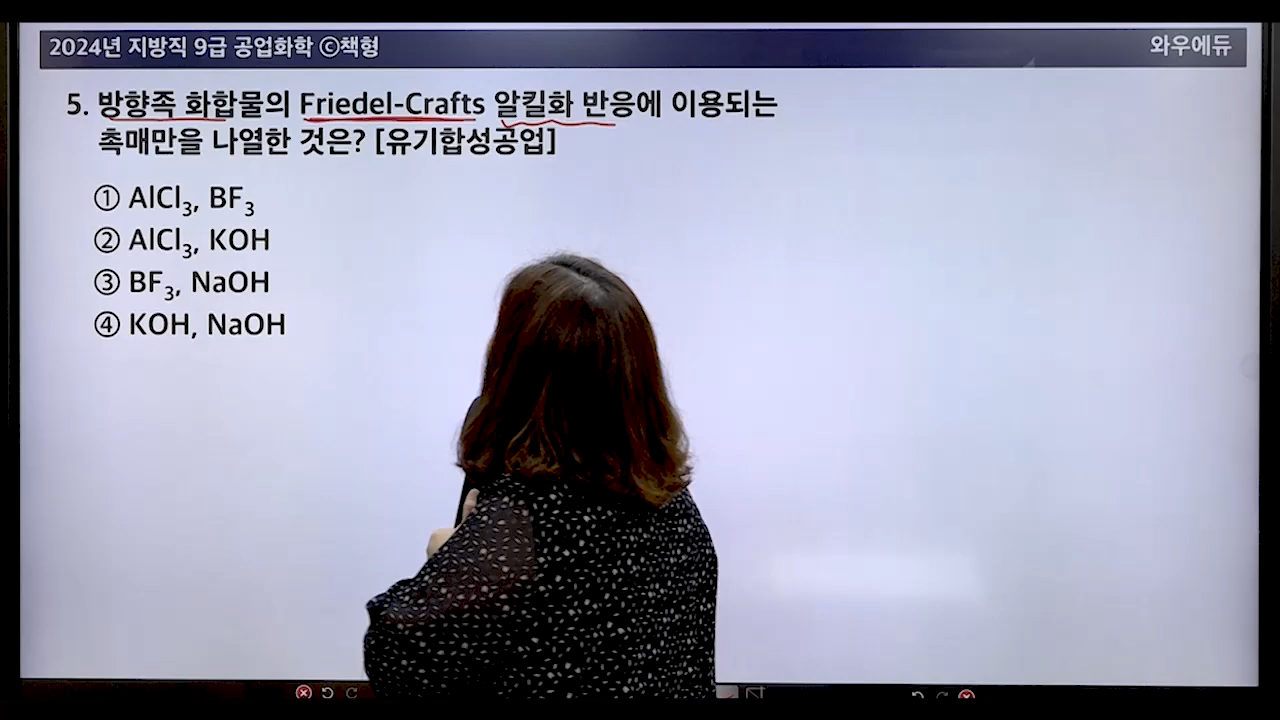 2024년 지방직 9급 공업화학 ⓒ책형
와우에듀
5. 방향족 화합물의 Friedel-Crafts 알킬화 반응에 이용되는
촉매만을 나열한 것은? [유기합성공업]
① AlCl₃, BF₃
② AlCl₃, KOH
③ BF₃, NaOH
④ KOH, NaOH